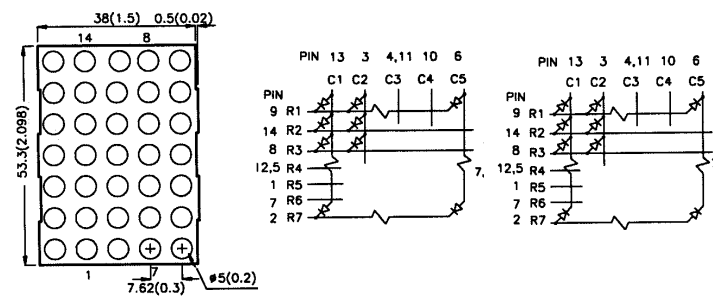 38(1.5) 0.5(0.02)
14 8
53.3(2.098)
1 7
7.62(0.3)
ø5(0.2)
PIN 13 3 4,11 10 6
C1 C2 C3 C4 C5
PIN
9 R1
14 R2
8 R3
12,5 R4
1 R5
7 R6
2 R7
7,
PIN 13 3 4,11 10 6
C1 C2 C3 C4 C5
PIN
9 R1
14 R2
8 R3
12,5 R4
1 R5
7 R6
2 R7